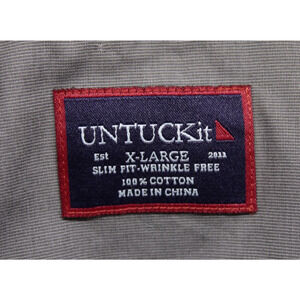 UNTUCKit
Est X-LARGE 2011
SLIM FIT-WRINKLE FREE
100% COTTON
MADE IN CHINA